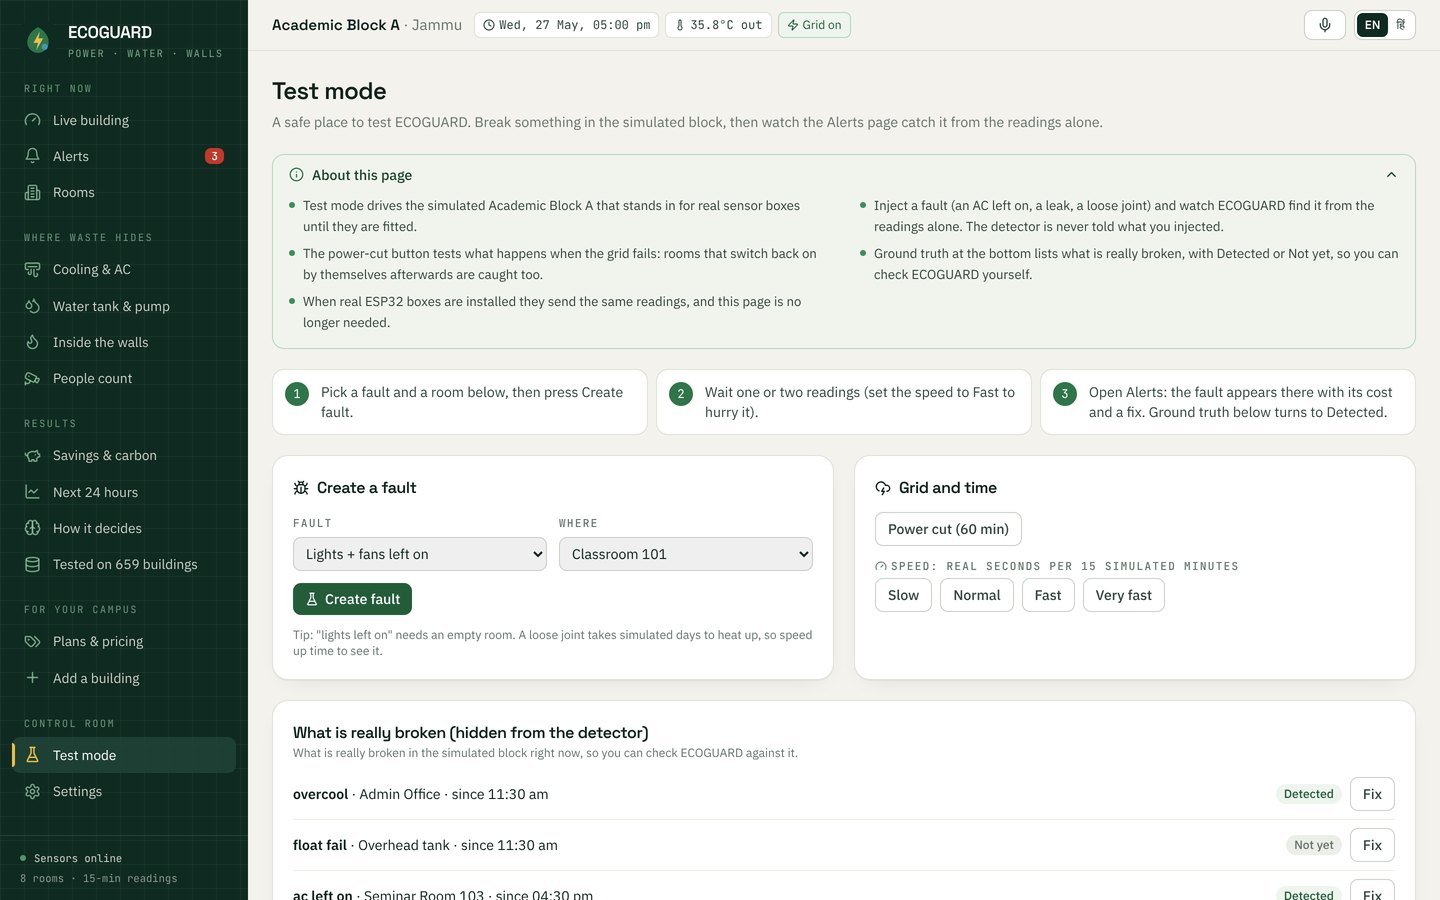 ECOGUARD
POWER · WATER · WALLS
RIGHT NOW
Live building
Alerts
3
Rooms
WHERE WASTE HIDES
Cooling & AC
Water tank & pump
Inside the walls
People count
RESULTS
Savings & carbon
Next 24 hours
How it decides
Tested on 659 buildings
FOR YOUR CAMPUS
Plans & pricing
Add a building
CONTROL ROOM
Test mode
Settings
Sensors online
8 rooms · 15-min readings
Academic Block A · Jammu
Wed, 27 May, 05:00 pm
35.8°C out
Grid on
EN
हिं
Test mode
A safe place to test ECOGUARD. Break something in the simulated block, then watch the Alerts page catch it from the readings alone.
About this page
Test mode drives the simulated Academic Block A that stands in for real sensor boxes
until they are fitted.
The power-cut button tests what happens when the grid fails: rooms that switch back on
by themselves afterwards are caught too.
When real ESP32 boxes are installed they send the same readings, and this page is no
longer needed.
Inject a fault (an AC left on, a leak, a loose joint) and watch ECOGUARD find it from the
readings alone. The detector is never told what you injected.
Ground truth at the bottom lists what is really broken, with Detected or Not yet, so you can
check ECOGUARD yourself.
1
Pick a fault and a room below, then press Create
fault.
2
Wait one or two readings (set the speed to Fast to
hurry it).
3
Open Alerts: the fault appears there with its cost
and a fix. Ground truth below turns to Detected.
Create a fault
FAULT
WHERE
Lights + fans left on
Classroom 101
Create fault
Tip: "lights left on" needs an empty room. A loose joint takes simulated days to heat up, so speed
up time to see it.
Grid and time
Power cut (60 min)
SPEED: REAL SECONDS PER 15 SIMULATED MINUTES
Slow
Normal
Fast
Very fast
What is really broken (hidden from the detector)
What is really broken in the simulated block right now, so you can check ECOGUARD against it.
overcool · Admin Office · since 11:30 am
Detected
Fix
float fail · Overhead tank · since 11:30 am
Not yet
Fix
ac left on · Seminar Room 103 · since 04:30 pm
Detected
Fix